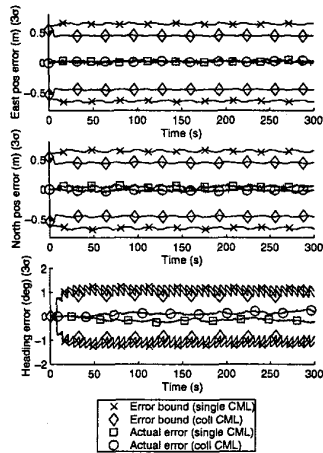 East pos error (m) (3σ)
0.5
0
-0.5
0 50 100 150 200 250 300
Time (s)
North pos error (m) (3σ)
0.5
0
-0.5
0 50 100 150 200 250 300
Time (s)
Heading error (deg) (3σ)
2
1
0
-1
-2
0 50 100 150 200 250 300
Time (s)
Error bound (single CML)
Error bound (coll CML)
Actual error (single CML)
Actual error (coll CML)